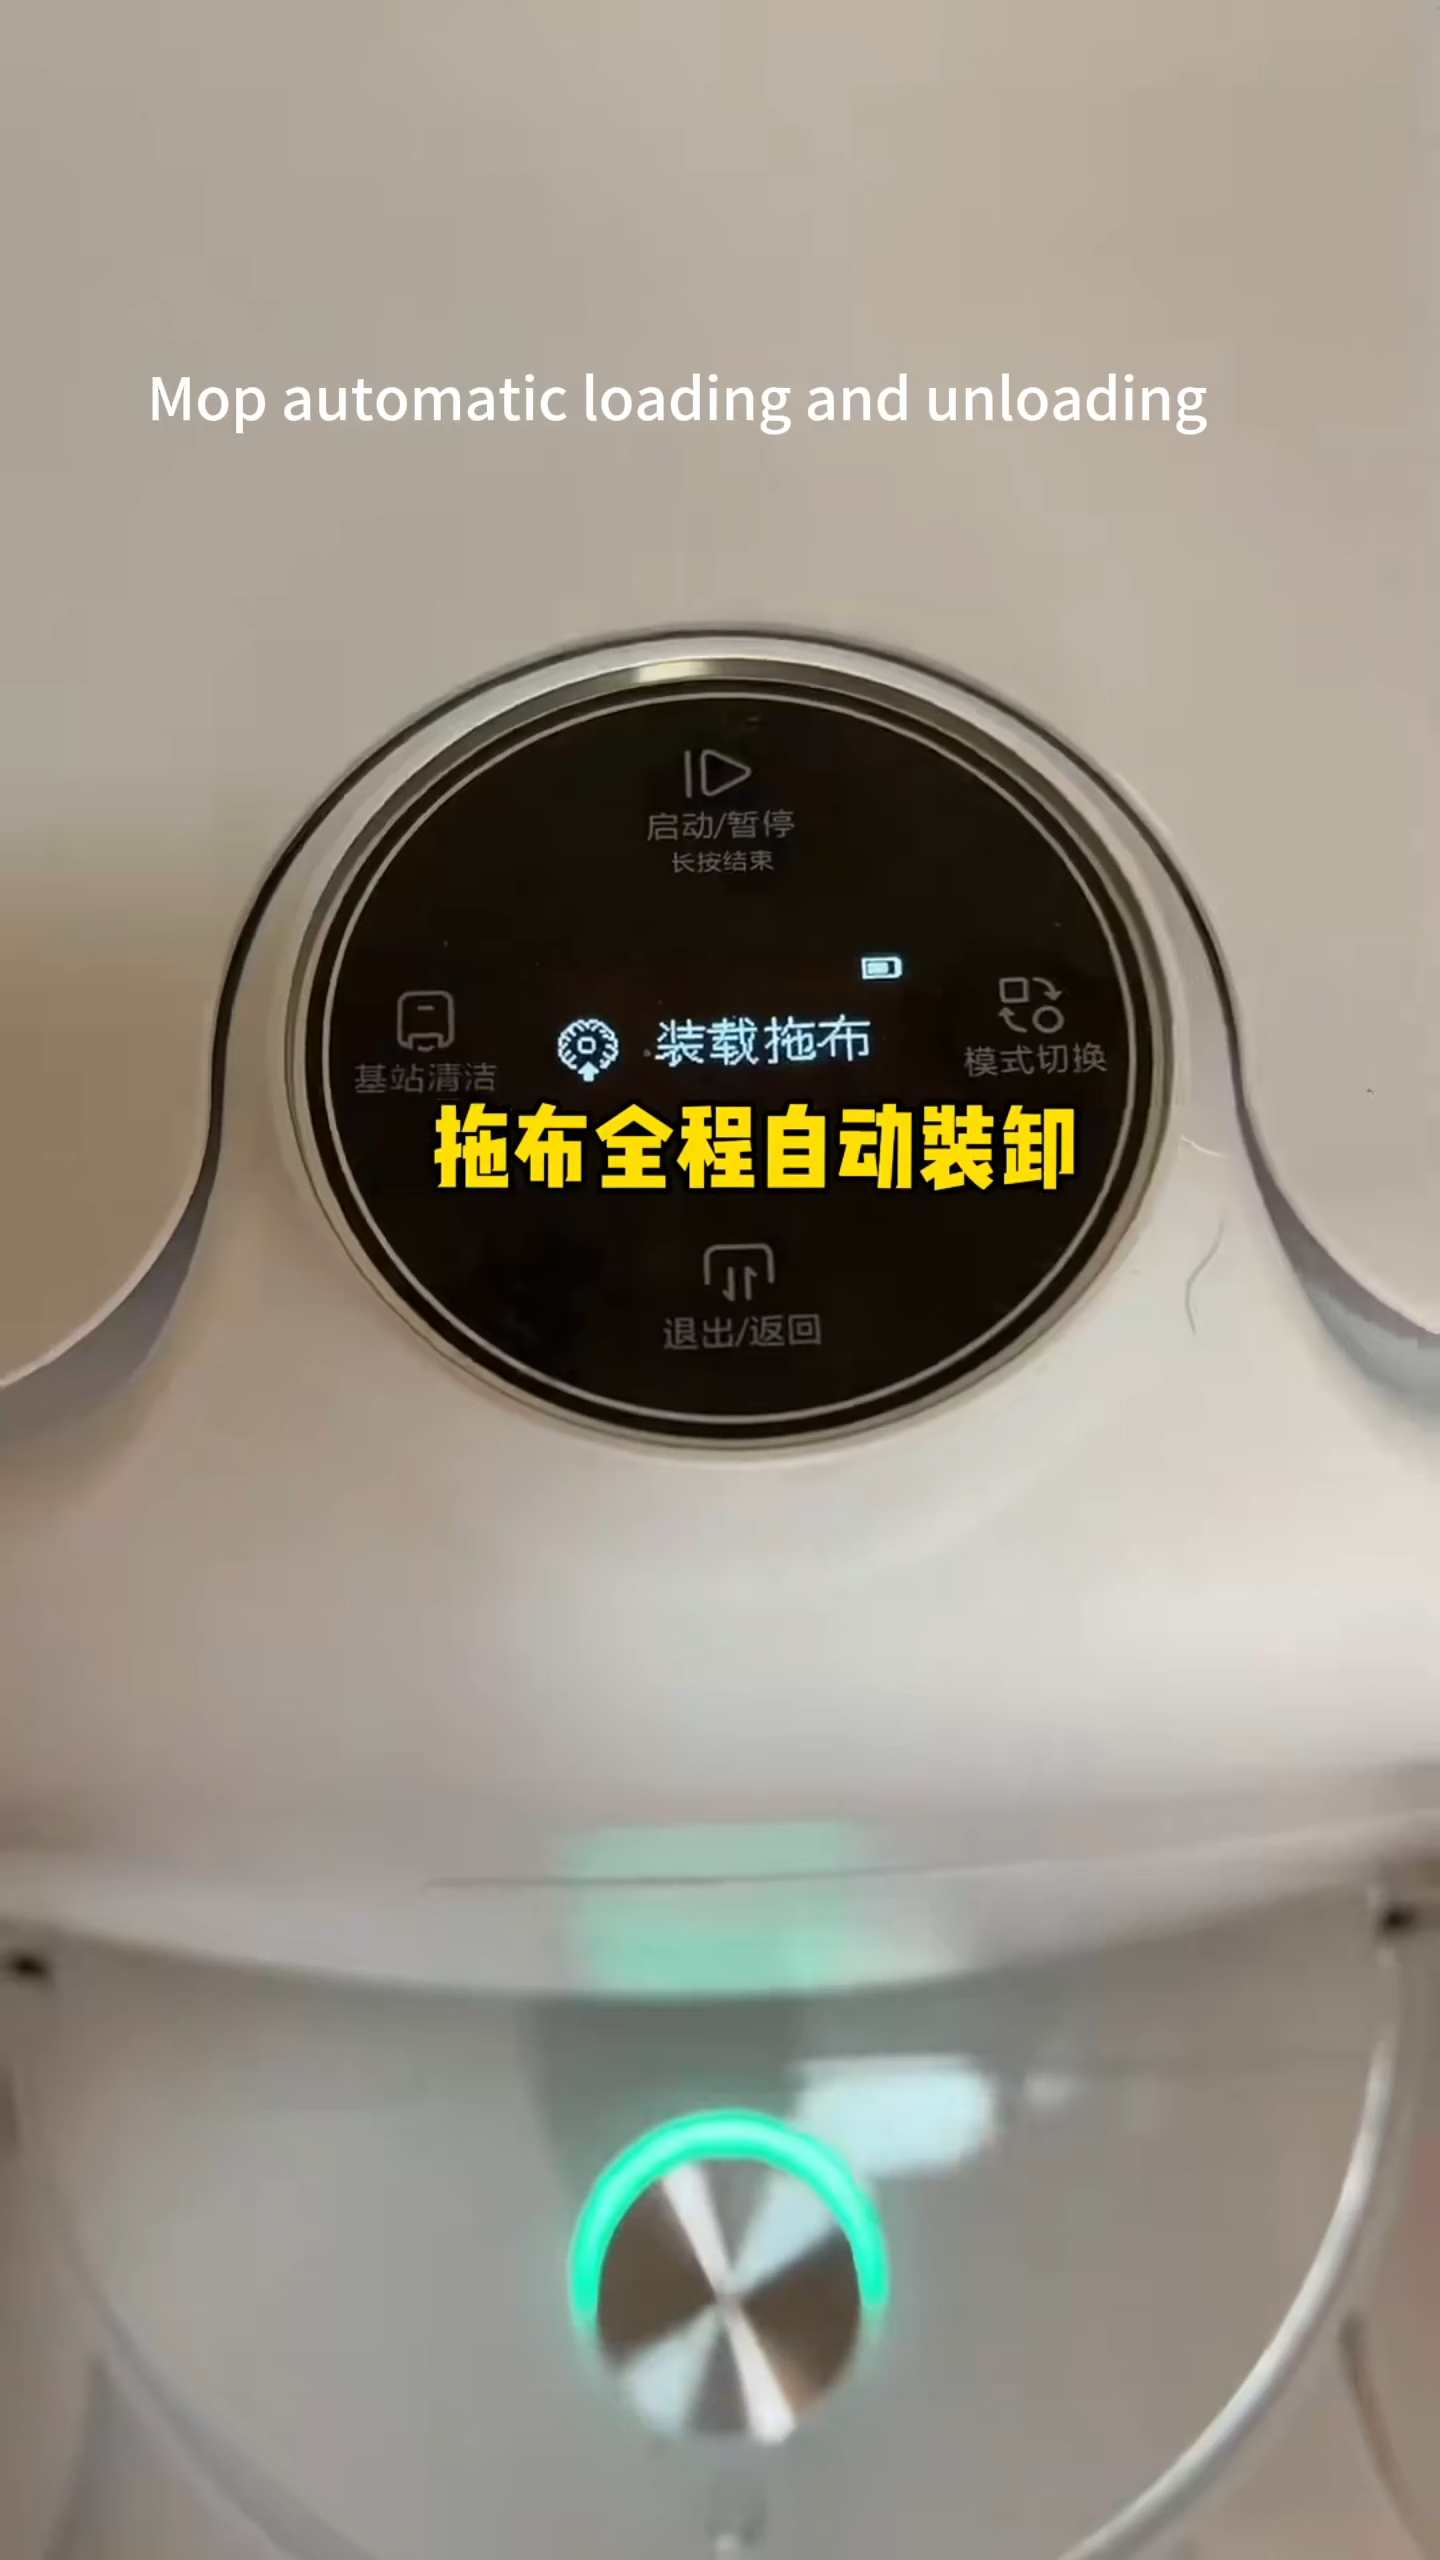 Mop automatic loading and unloading
启动/暂停
长按结束
基站清洁
装载拖布
模式切换
拖布全程自动装卸
退出/返回